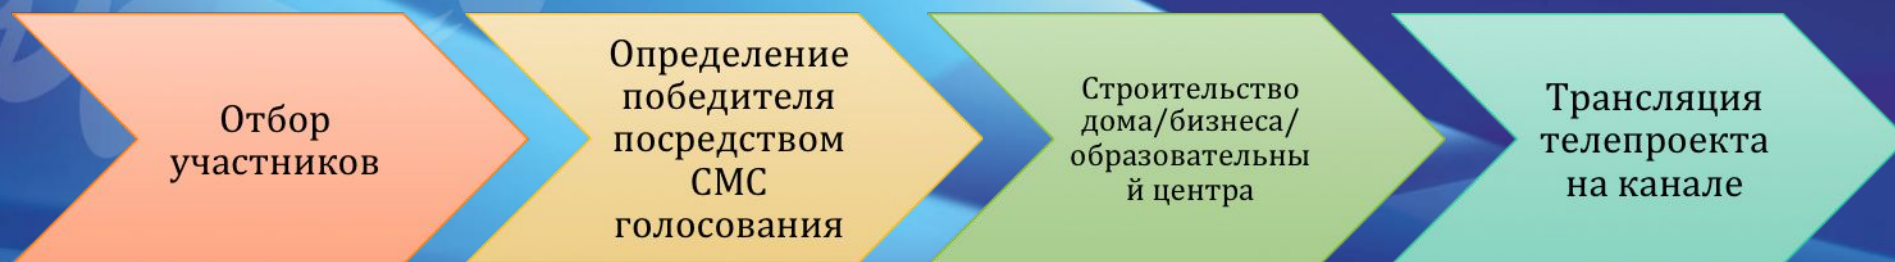 Отбор
участников
Определение
победителя
посредством
СМС
голосования
Строительство
дома/бизнеса/
образовательны
й центра
Трансляция
телепроекта
на канале